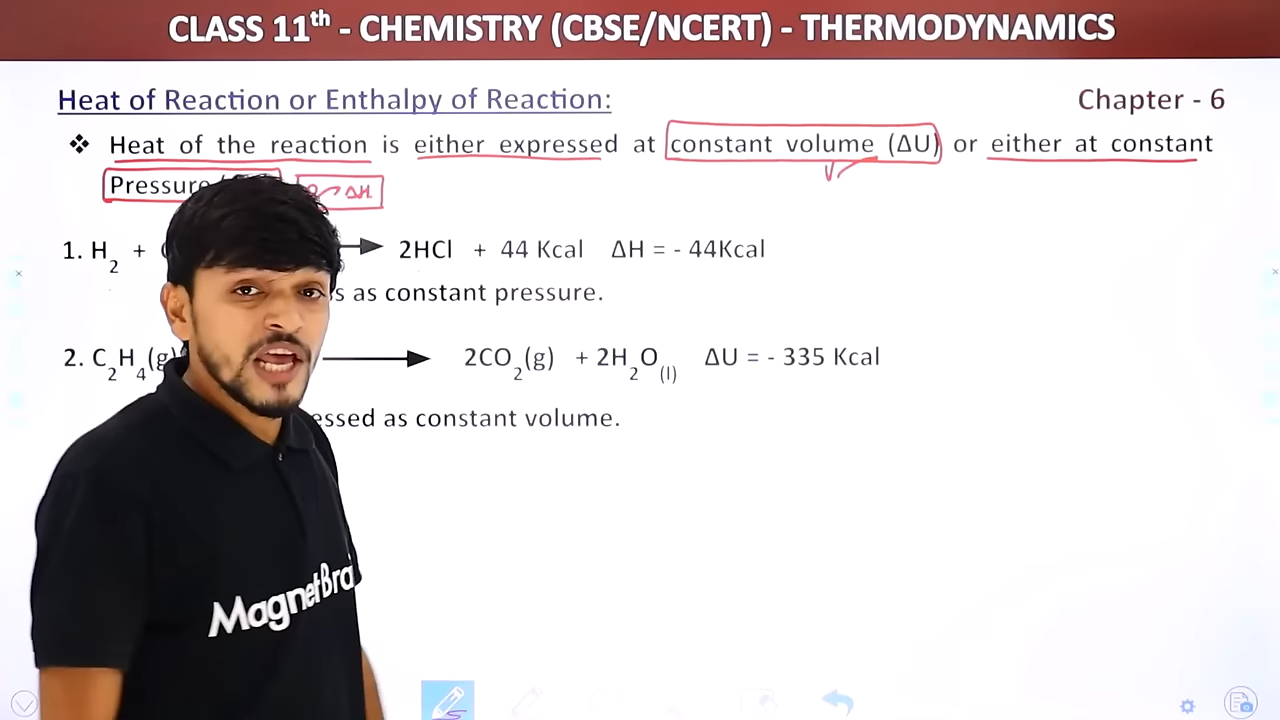 CLASS 11th - CHEMISTRY (CBSE/NCERT) - THERMODYNAMICS
Heat of Reaction or Enthalpy of Reaction: Chapter - 6
❖ Heat of the reaction is either expressed at constant volume (ΔU) or either at constant
Pressure ΔH
1. H2 + 2HCl + 44 Kcal ΔH = - 44Kcal
as constant pressure.
2. C2H4(g) 2CO2(g) + 2H2O(l) ΔU = - 335 Kcal
as constant volume.
MagnetBra